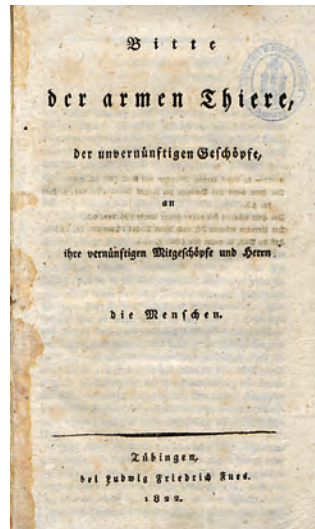 Bitte
der armen Thiere,
der unvernünftigen Geschöpfe,
an
ihre vernünftigen Mitgeschöpfe und Herrn
die Menschen.
Tübingen,
bei Ludwig Friedrich Fues.
1822.